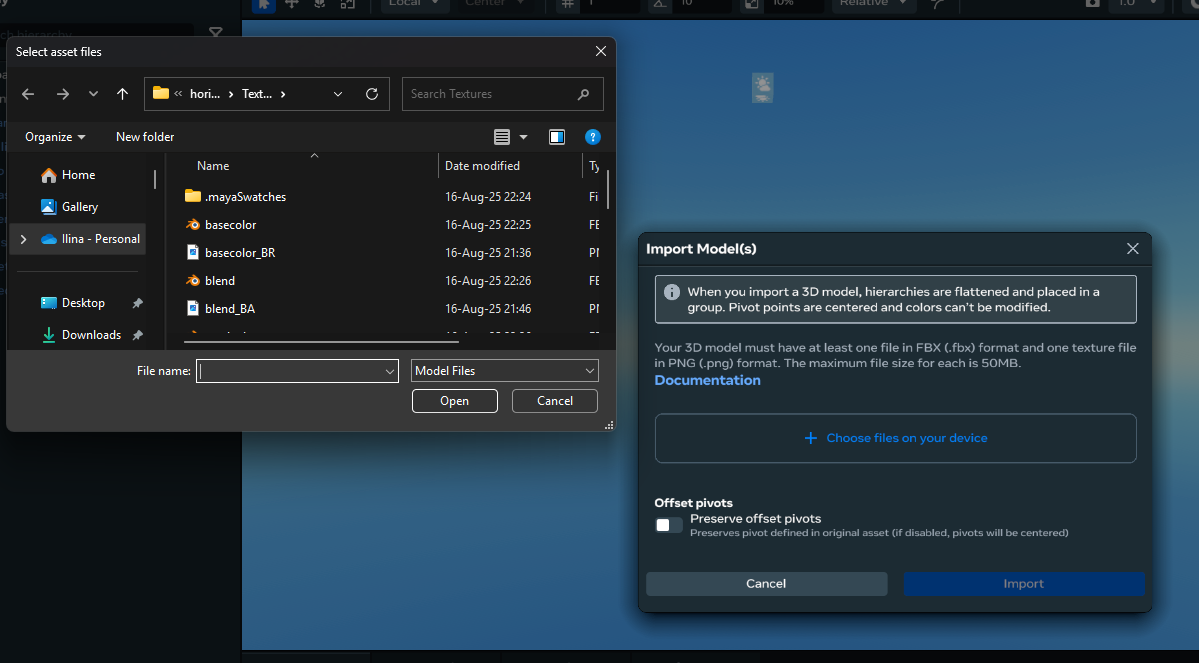 Local
Center
1
10
10%
Relative
1.0
Select asset files
hori...
Text...
Search Textures
Organize
New folder
Name
Date modified
Ty
Home
Gallery
Ilina - Personal
Desktop
Downloads
.mayaSwatches 16-Aug-25 22:24 Fi
basecolor 16-Aug-25 22:25 FE
basecolor_BR 16-Aug-25 21:36 PI
blend 16-Aug-25 22:26 FE
blend_BA 16-Aug-25 21:46 PI
File name:
Model Files
Open
Cancel
Import Model(s)
When you import a 3D model, hierarchies are flattened and placed in a
group. Pivot points are centered and colors can't be modified.
Your 3D model must have at least one file in FBX (.fbx) format and one texture file
in PNG (.png) format. The maximum file size for each is 50MB.
Documentation
+ Choose files on your device
Offset pivots
Preserve offset pivots
Preserves pivot defined in original asset (if disabled, pivots will be centered)
Cancel
Import